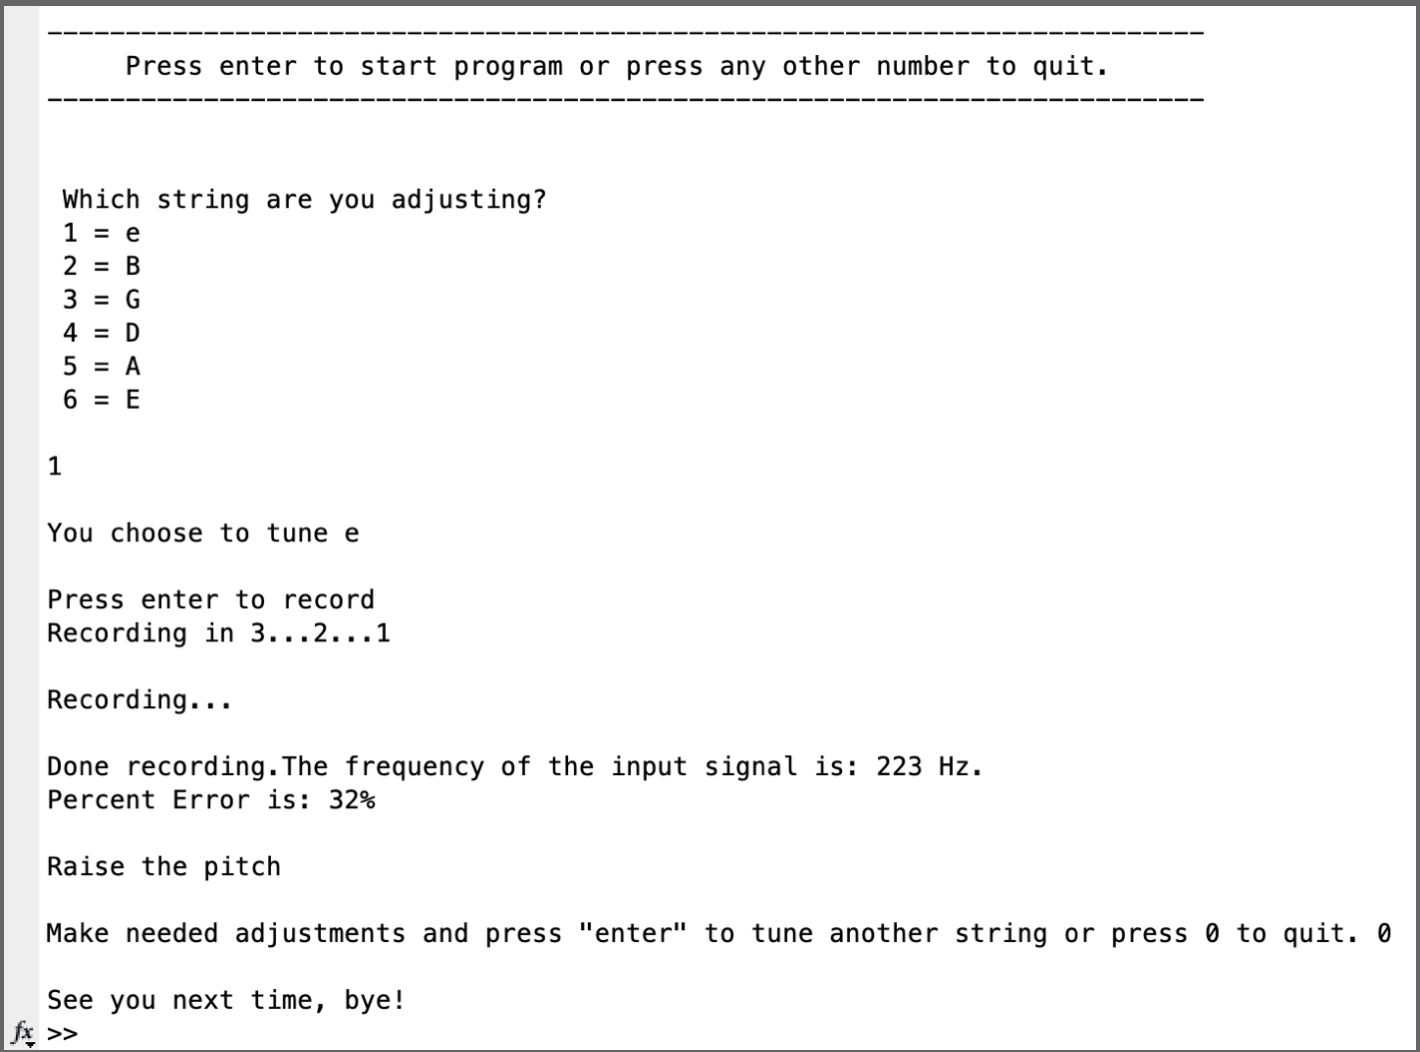 --------------------------------------------------------------------------
Press enter to start program or press any other number to quit.
--------------------------------------------------------------------------
Which string are you adjusting?
1 = e
2 = B
3 = G
4 = D
5 = A
6 = E
1
You choose to tune e
Press enter to record
Recording in 3...2...1
Recording...
Done recording.The frequency of the input signal is: 223 Hz.
Percent Error is: 32%
Raise the pitch
Make needed adjustments and press "enter" to tune another string or press 0 to quit. 0
See you next time, bye!
fx >>